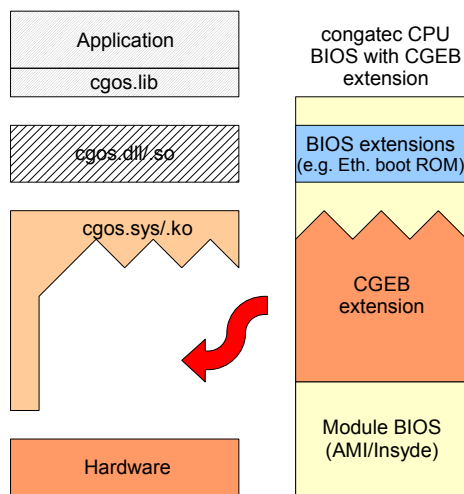 Application
cgos.lib
cgos.dll/.so
cgos.sys/.ko
Hardware
congatec CPU
BIOS with CGEB
extension
BIOS extensions
(e.g. Eth. boot ROM)
CGEB
extension
Module BIOS
(AMI/Insyde)